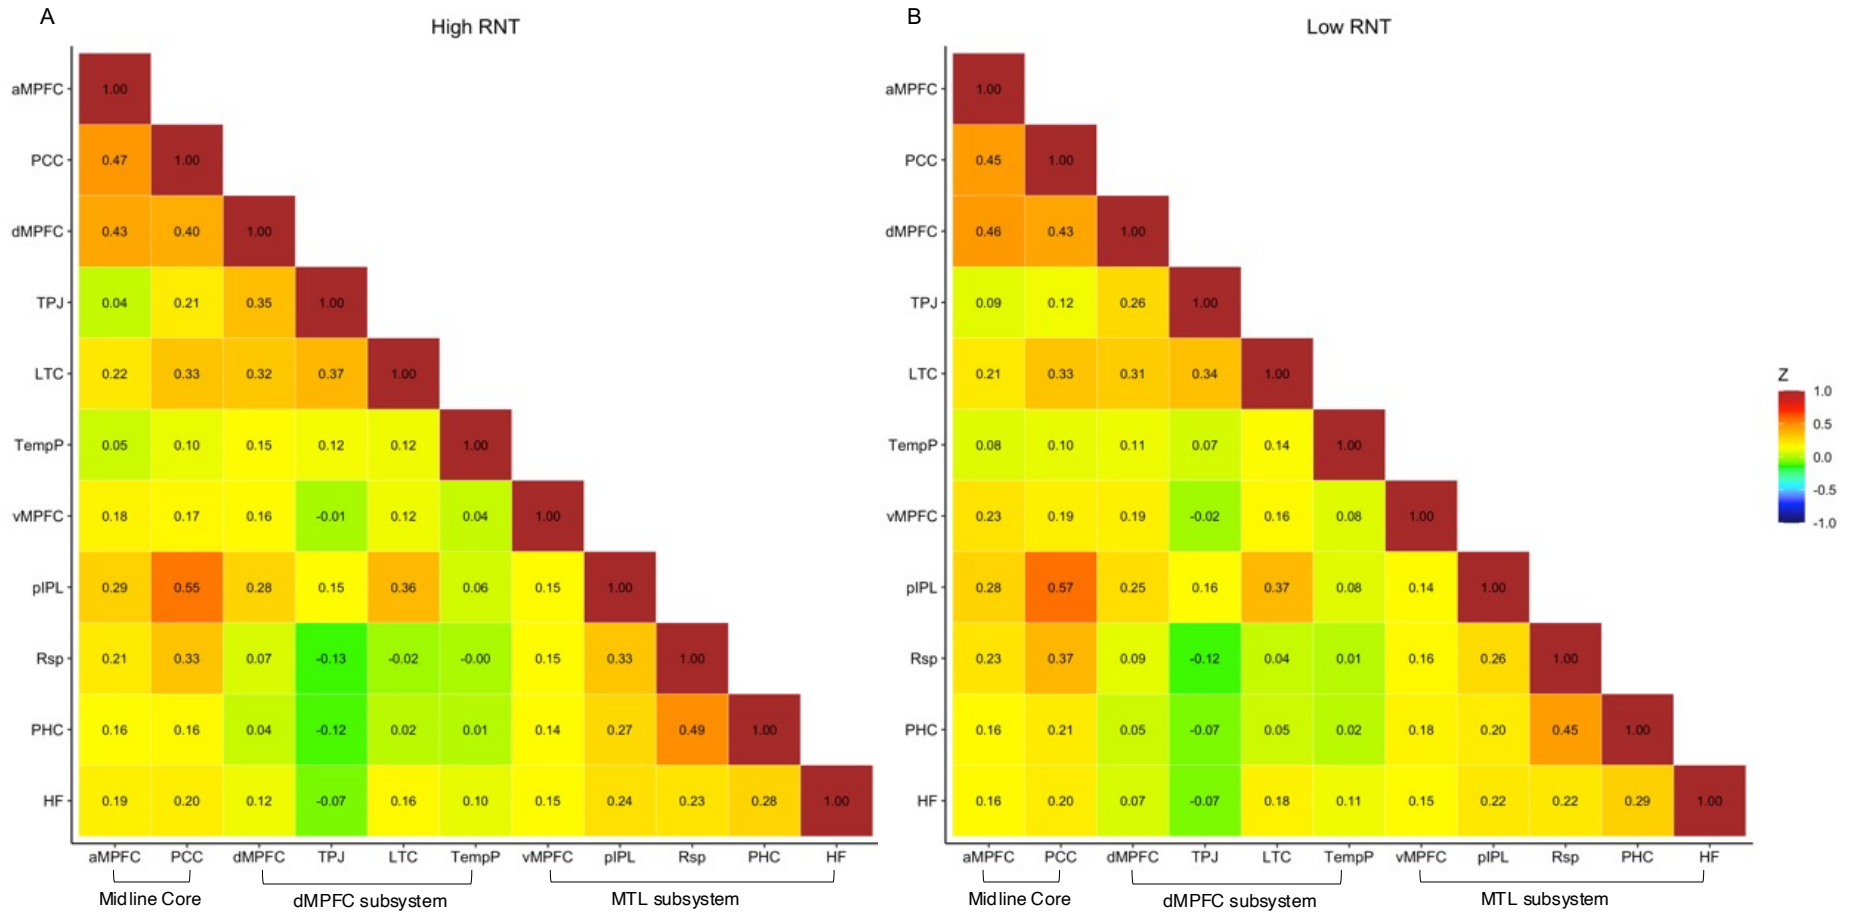 A
High RNT
aMPFC 1.00
PCC 0.47 1.00
dMPFC 0.43 0.40 1.00
TPJ 0.04 0.21 0.35 1.00
LTC 0.22 0.33 0.32 0.37 1.00
TempP 0.05 0.10 0.15 0.12 0.12 1.00
vMPFC 0.18 0.17 0.16 -0.01 0.12 0.04 1.00
pIPL 0.29 0.55 0.28 0.15 0.36 0.06 0.15 1.00
Rsp 0.21 0.33 0.07 -0.13 -0.02 -0.00 0.15 0.33 1.00
PHC 0.16 0.16 0.04 -0.12 0.02 0.01 0.14 0.27 0.49 1.00
HF 0.19 0.20 0.12 -0.07 0.16 0.10 0.15 0.24 0.23 0.28 1.00
aMPFC PCC dMPFC TPJ LTC TempP vMPFC pIPL Rsp PHC HF
Midline Core dMPFC subsystem MTL subsystem
B
Low RNT
aMPFC 1.00
PCC 0.45 1.00
dMPFC 0.46 0.43 1.00
TPJ 0.09 0.12 0.26 1.00
LTC 0.21 0.33 0.31 0.34 1.00
TempP 0.08 0.10 0.11 0.07 0.14 1.00
vMPFC 0.23 0.19 0.19 -0.02 0.16 0.08 1.00
pIPL 0.28 0.57 0.25 0.16 0.37 0.08 0.14 1.00
Rsp 0.23 0.37 0.09 -0.12 0.04 0.01 0.16 0.26 1.00
PHC 0.16 0.21 0.05 -0.07 0.05 0.02 0.18 0.20 0.45 1.00
HF 0.16 0.20 0.07 -0.07 0.18 0.11 0.15 0.22 0.22 0.29 1.00
aMPFC PCC dMPFC TPJ LTC TempP vMPFC pIPL Rsp PHC HF
Midline Core dMPFC subsystem MTL subsystem
Z
1.0
0.5
0.0
-0.5
-1.0